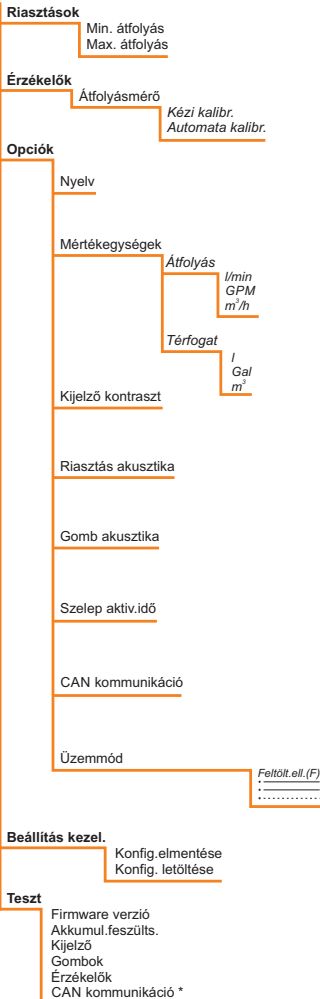 Riasztások
Min. átfolyás
Max. átfolyás
Érzékelők
Átfolyásmérő
Kézi kalibr.
Automata kalibr.
Opciók
Nyelv
Mértékegységek
Átfolyás
l/min
GPM
m³/h
Térfogat
l
Gal
m³
Kijelző kontraszt
Riasztás akusztika
Gomb akusztika
Szelep aktiv.idő
CAN kommunikáció
Üzemmód
Feltölt.ell.(F)
Beállítás kezel.
Konfig.elmentése
Konfig. letöltése
Teszt
Firmware verzió
Akkumul.feszülts.
Kijelző
Gombok
Érzékelők
CAN kommunikáció *